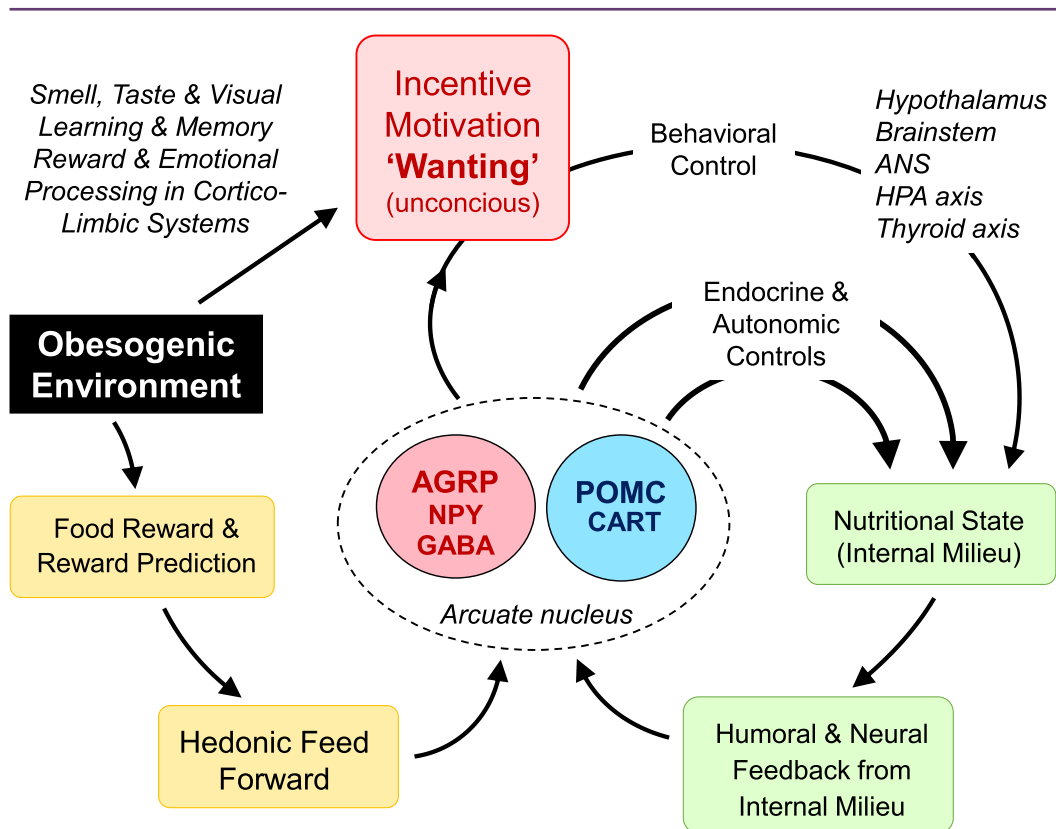 Smell, Taste & Visual
Learning & Memory
Reward & Emotional
Processing in Cortico-
Limbic Systems
Incentive
Motivation
‘Wanting’
(unconcious)
Behavioral
Control
Hypothalamus
Brainstem
ANS
HPA axis
Thyroid axis
Endocrine &
Autonomic
Controls
Obesogenic
Environment
AGRP
NPY
GABA
POMC
CART
Arcuate nucleus
Food Reward &
Reward Prediction
Nutritional State
(Internal Milieu)
Hedonic Feed
Forward
Humoral & Neural
Feedback from
Internal Milieu